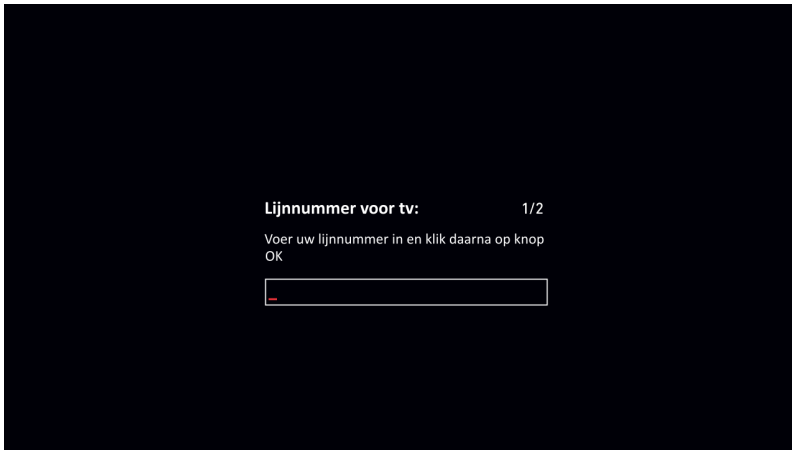 Lijnnummer voor tv: 1/2
Voer uw lijnnummer in en klik daarna op knop
OK